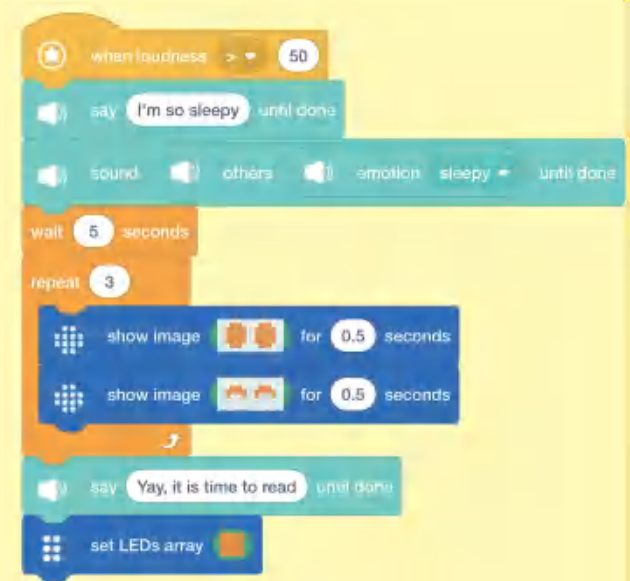 when loudness > 50
say I'm so sleepy until done
sound others emotion sleepy until done
wait 5 seconds
repeat 3
show image for 0.5 seconds
show image for 0.5 seconds
say Yay, it is time to read until done
set LEDs array